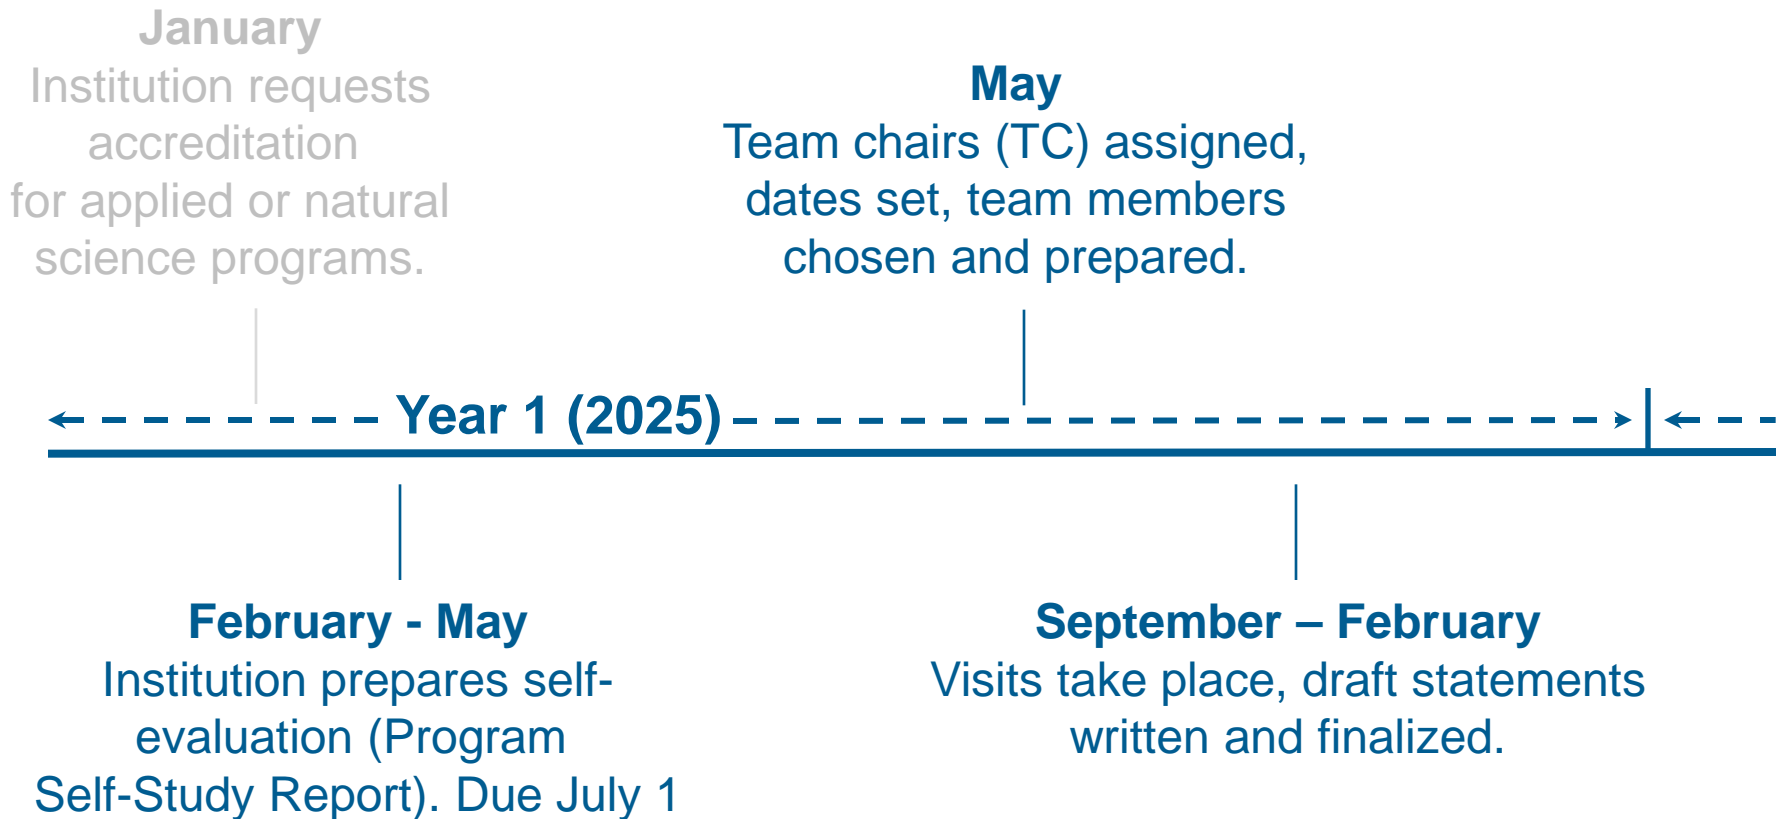 January
Institution requests
accreditation
for applied or natural
science programs.
May
Team chairs (TC) assigned,
dates set, team members
chosen and prepared.
Year 1 (2025)
February - May
Institution prepares self-
evaluation (Program
Self-Study Report). Due July 1
September – February
Visits take place, draft statements
written and finalized.